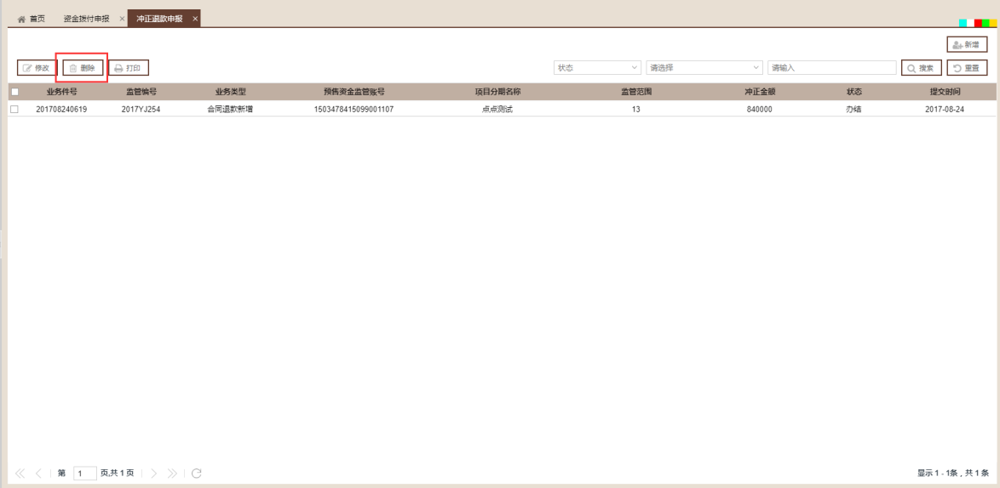 首页 资金拨付申报 × 冲正退款申报 ×
新增
修改 删除 打印 状态 请选择 请输入 搜索 重置
业务件号 监管编号 业务类型 预售资金监管账号 项目分期名称 监管范围 冲正金额 状态 提交时间
201708240619 2017YJ254 合同退款新增 1503478415099001107 点点测试 13 840000 办结 2017-08-24
第 1 页,共 1 页 显示 1 - 1条 , 共 1 条